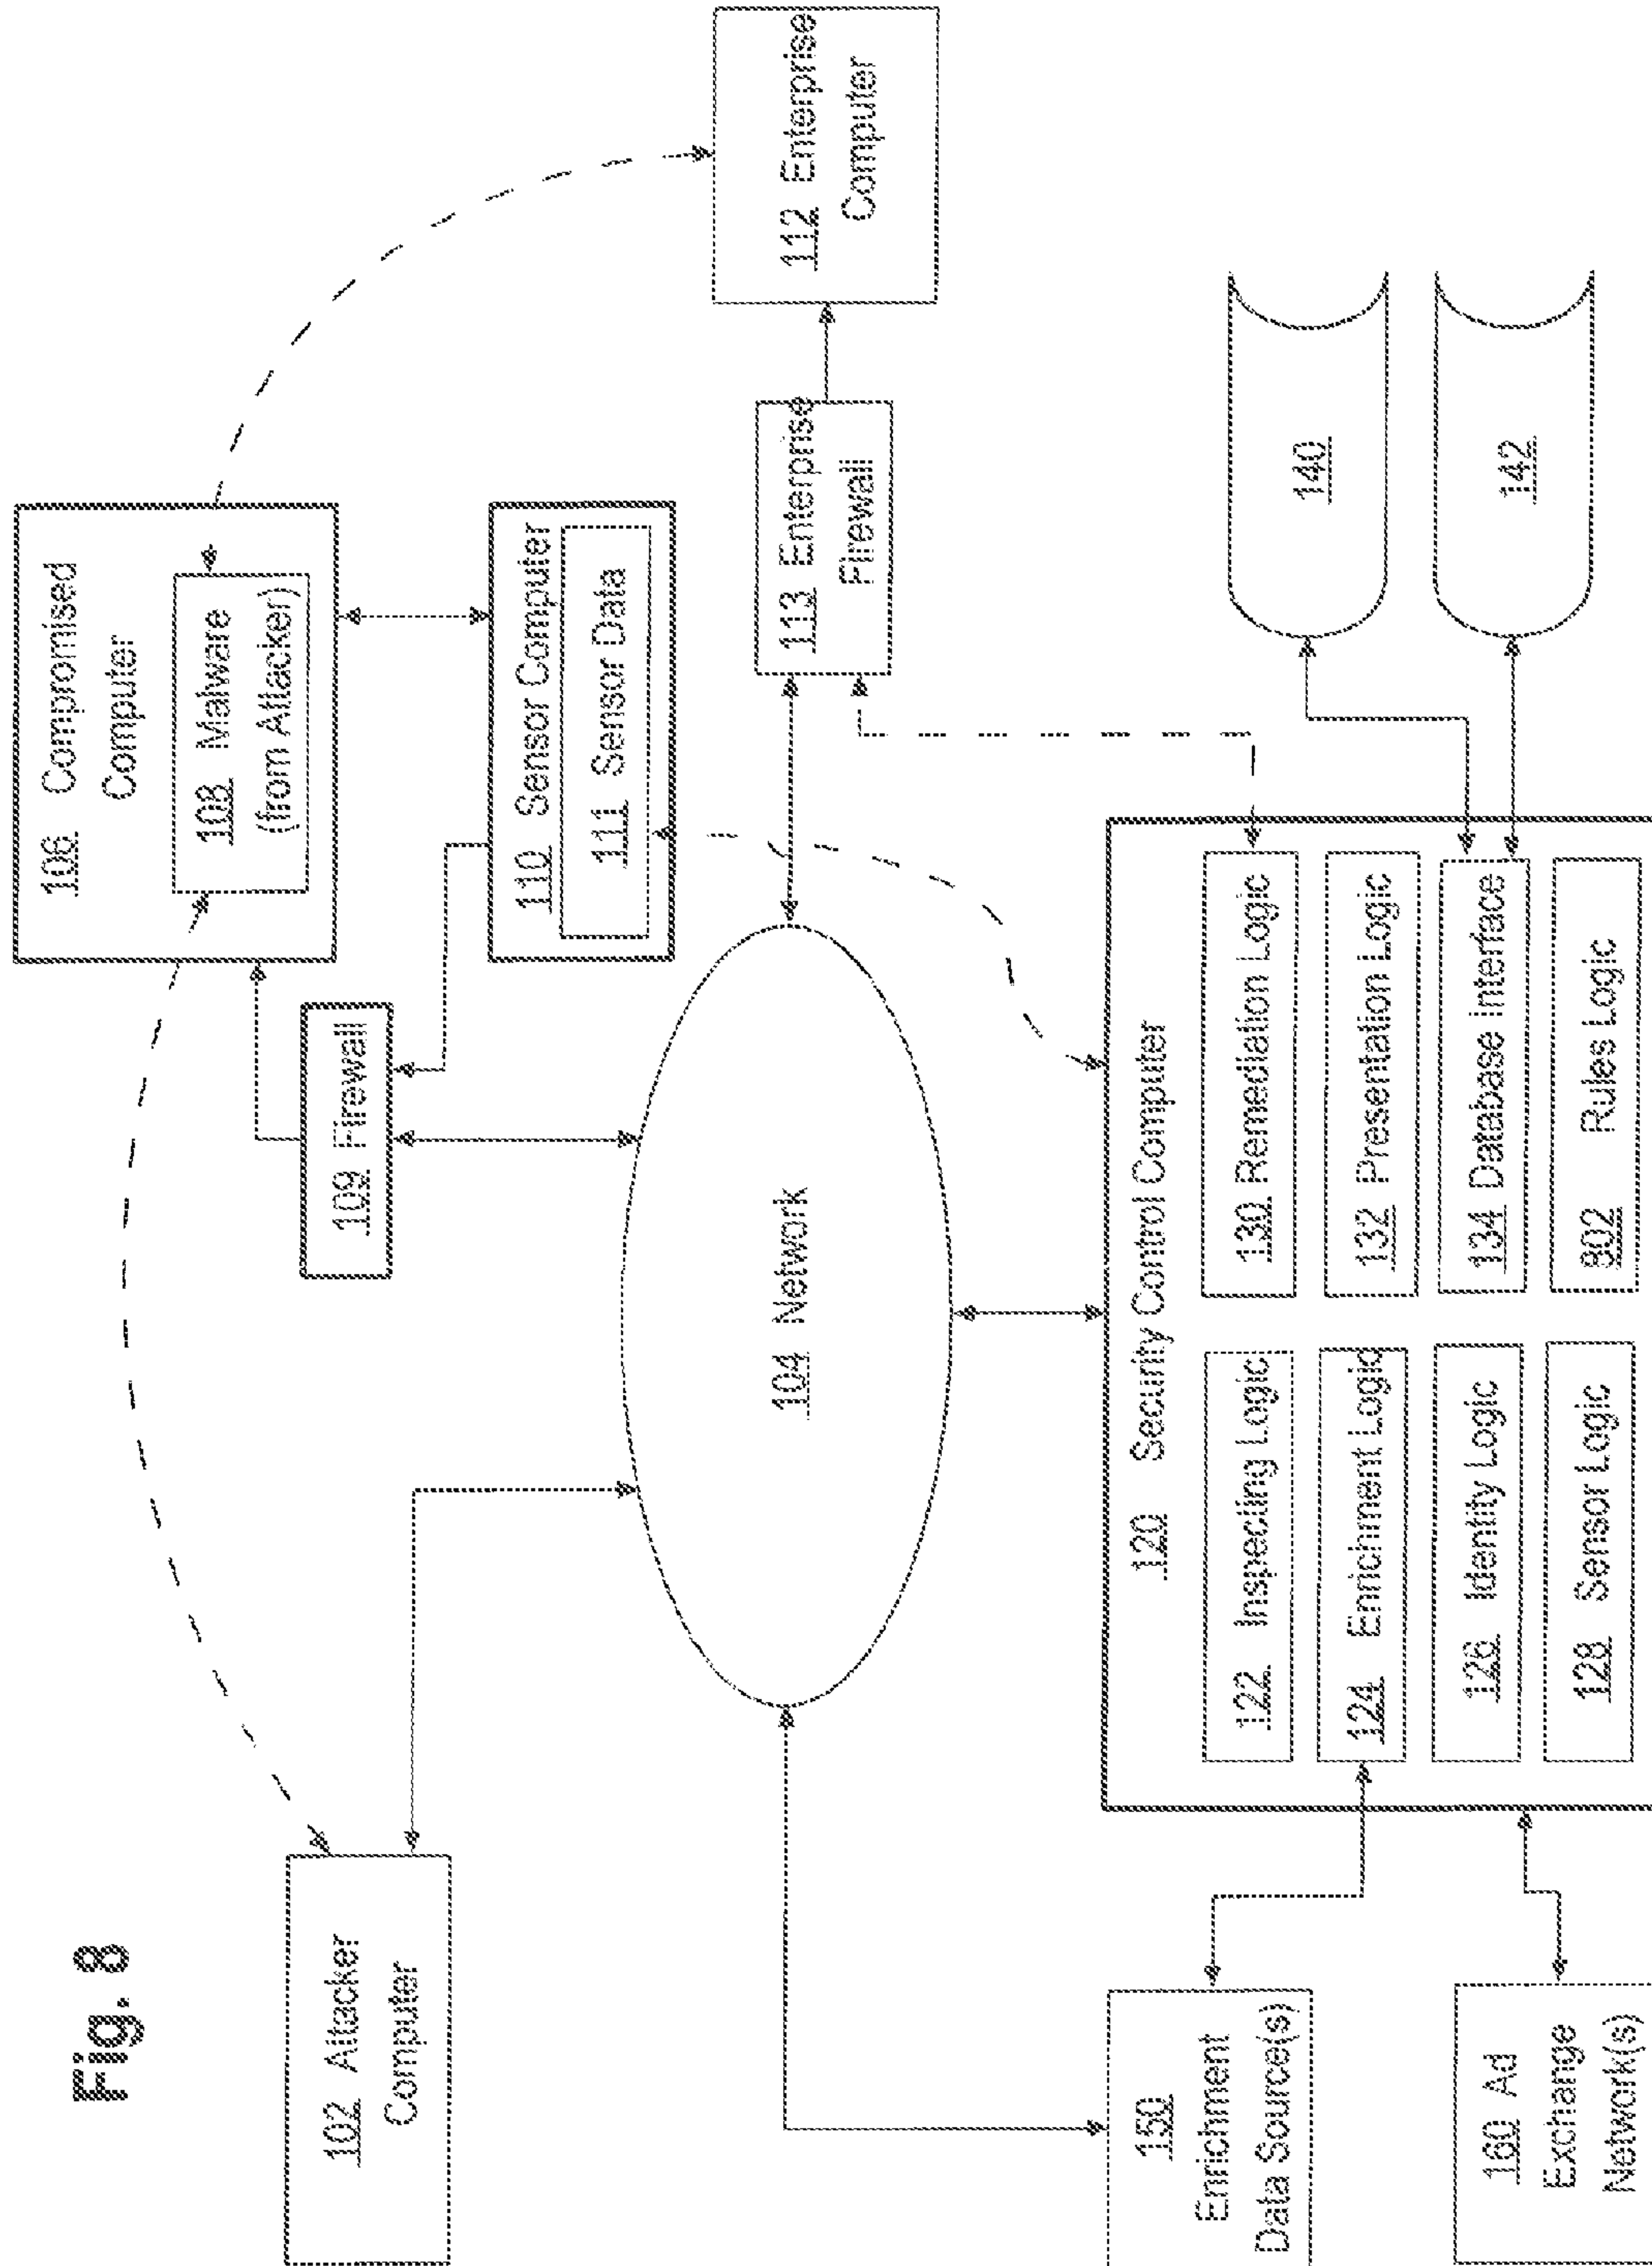 Fig. 8
102 Attacker
Computer
106 Compromised
Computer
108 Malware
(from Attacker)
109 Firewall
110 Sensor Computer
111 Sensor Data
104 Network
113 Enterprise
Firewall
112 Enterprise
Computer
150
Enrichment
Data Source(s)
160 Ad
Exchange
Network(s)
120 Security Control Computer
122 Inspecting Logic
124 Enrichment Logic
126 Identity Logic
128 Sensor Logic
130 Remediation Logic
132 Presentation Logic
134 Database Interface
802 Rules Logic
140
142